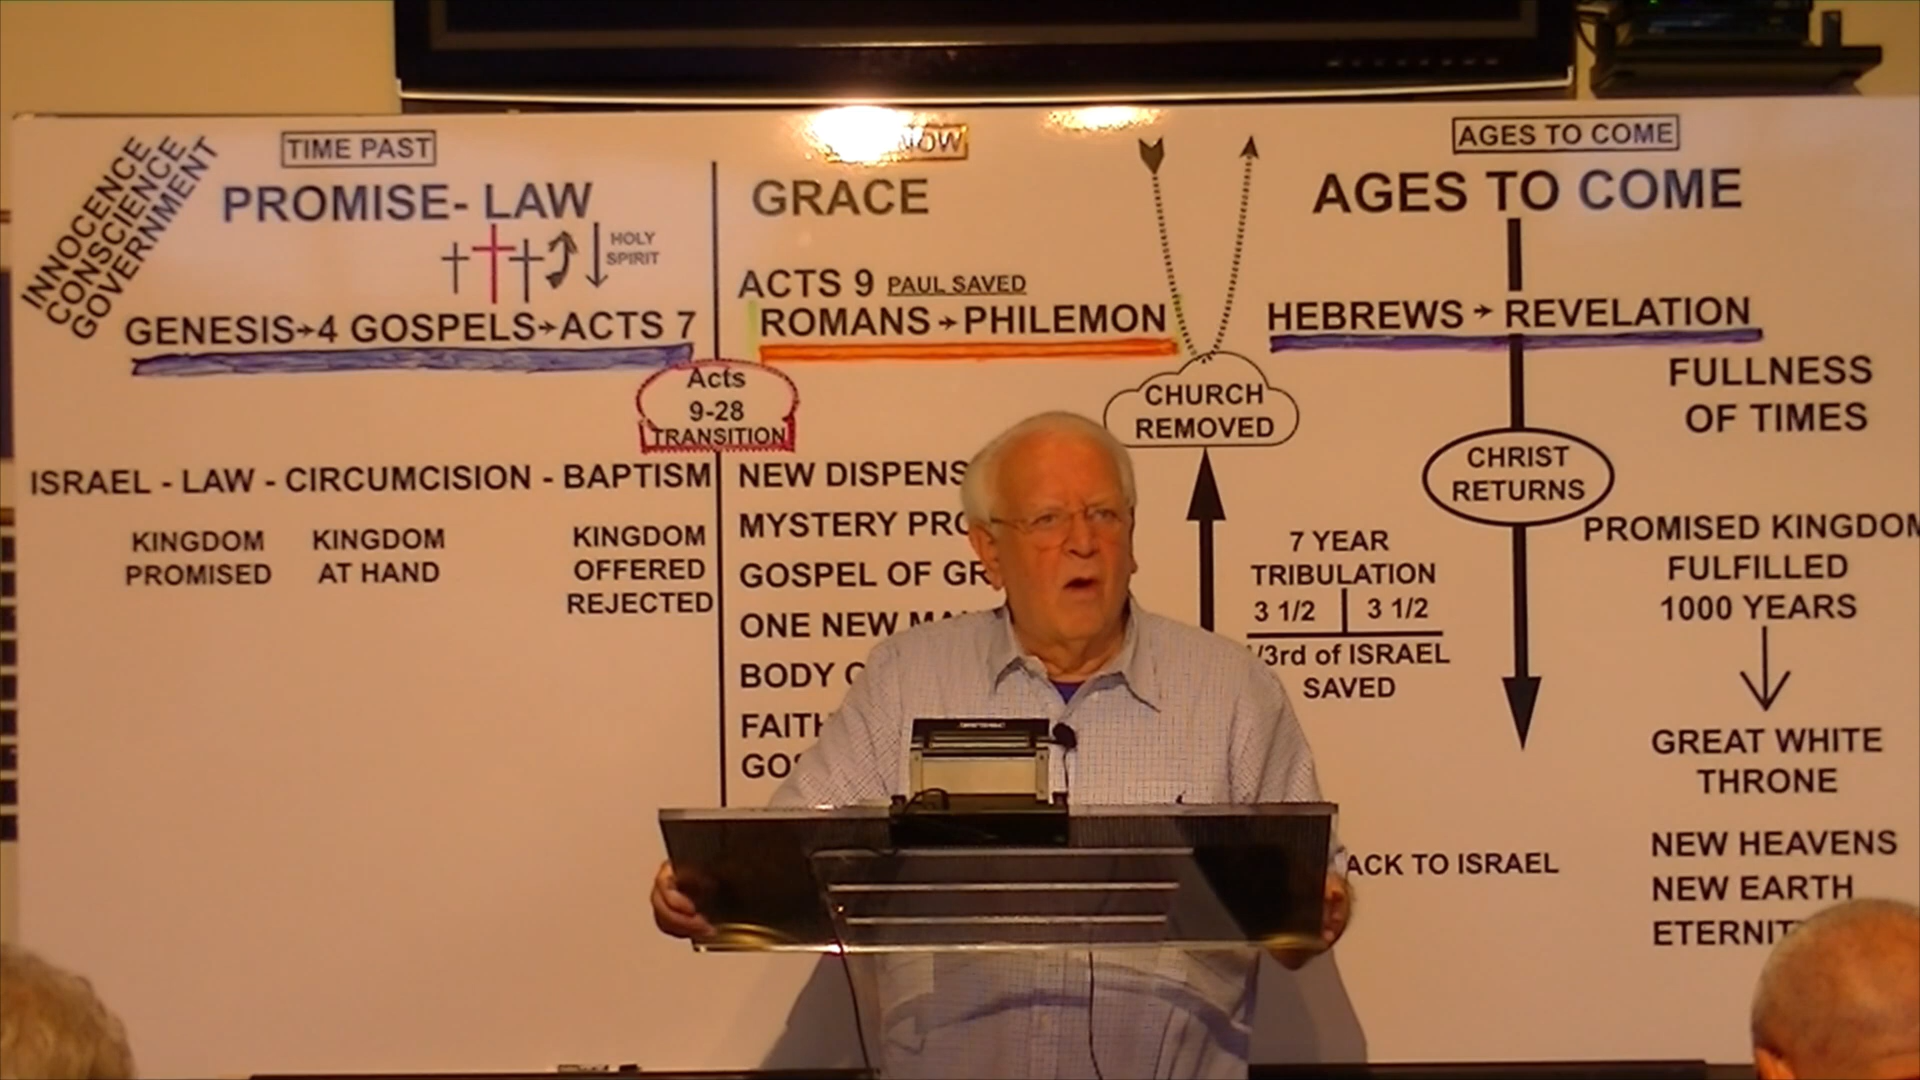 INNOCENCE
CONSCIENCE
GOVERNMENT
TIME PAST
PROMISE- LAW
HOLY
SPIRIT
GENESIS→4 GOSPELS→ACTS 7
NOW
GRACE
ACTS 9 PAUL SAVED
ROMANS→PHILEMON
AGES TO COME
AGES TO COME
HEBREWS→REVELATION
Acts
9-28
TRANSITION
CHURCH
REMOVED
FULLNESS
OF TIMES
CHRIST
RETURNS
ISRAEL - LAW - CIRCUMCISION - BAPTISM
KINGDOM
PROMISED
KINGDOM
AT HAND
KINGDOM
OFFERED
REJECTED
NEW DISPENS
MYSTERY PRO
GOSPEL OF GR
ONE NEW MA
BODY
FAITH
GOS
7 YEAR
TRIBULATION
3 1/2 | 3 1/2
/3rd of ISRAEL
SAVED
ACK TO ISRAEL
PROMISED KINGDOM
FULFILLED
1000 YEARS
GREAT WHITE
THRONE
NEW HEAVENS
NEW EARTH
ETERNIT